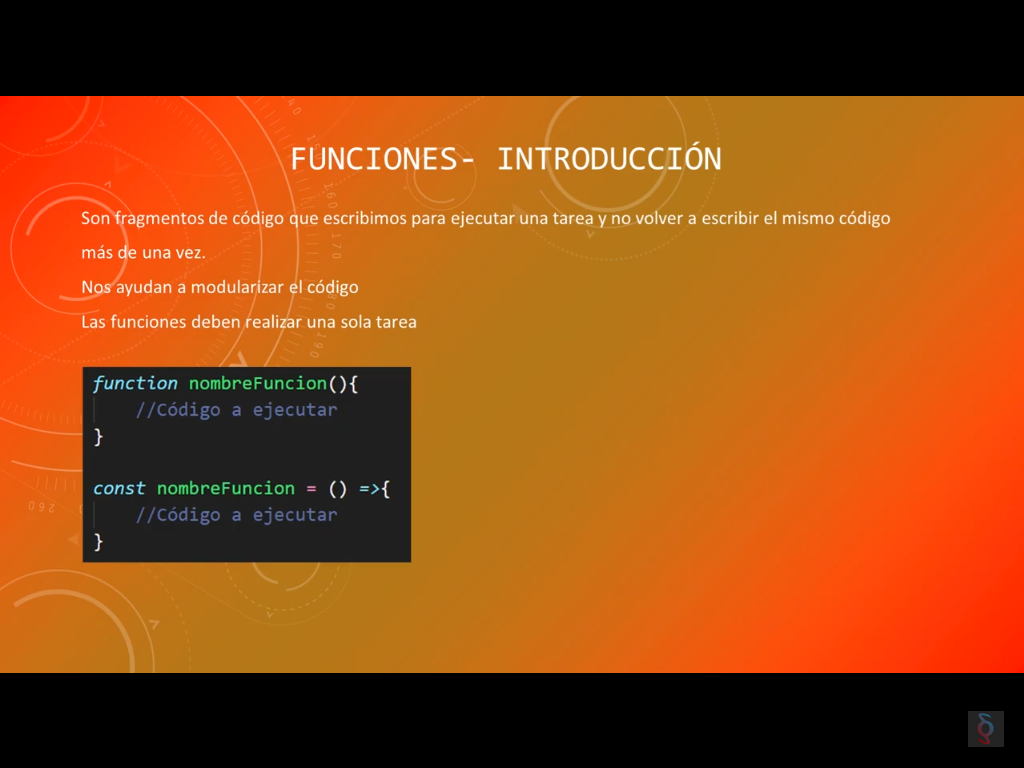 FUNCIONES- INTRODUCCIÓN
Son fragmentos de código que escribimos para ejecutar una tarea y no volver a escribir el mismo código
más de una vez.
Nos ayudan a modularizar el código
Las funciones deben realizar una sola tarea
function nombreFuncion(){
//Código a ejecutar
}
const nombreFuncion = () =>{
//Código a ejecutar
}